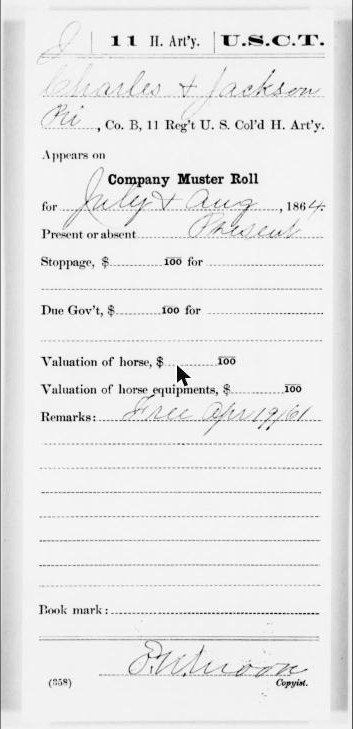 J | 11 H. Art'y. | U.S.C.T.
Charles F Jackson
Pri, Co. B, 11 Reg't U. S. Col'd H. Art'y.
Appears on
Company Muster Roll
for July & Aug, 1864.
Present or absent Present
Stoppage, $ 100 for
Due Gov't, $ 100 for
Valuation of horse, $ 100
Valuation of horse equipments, $ 100
Remarks: Free Apr 19/61
Book mark:
Moon
(358) Copyist.